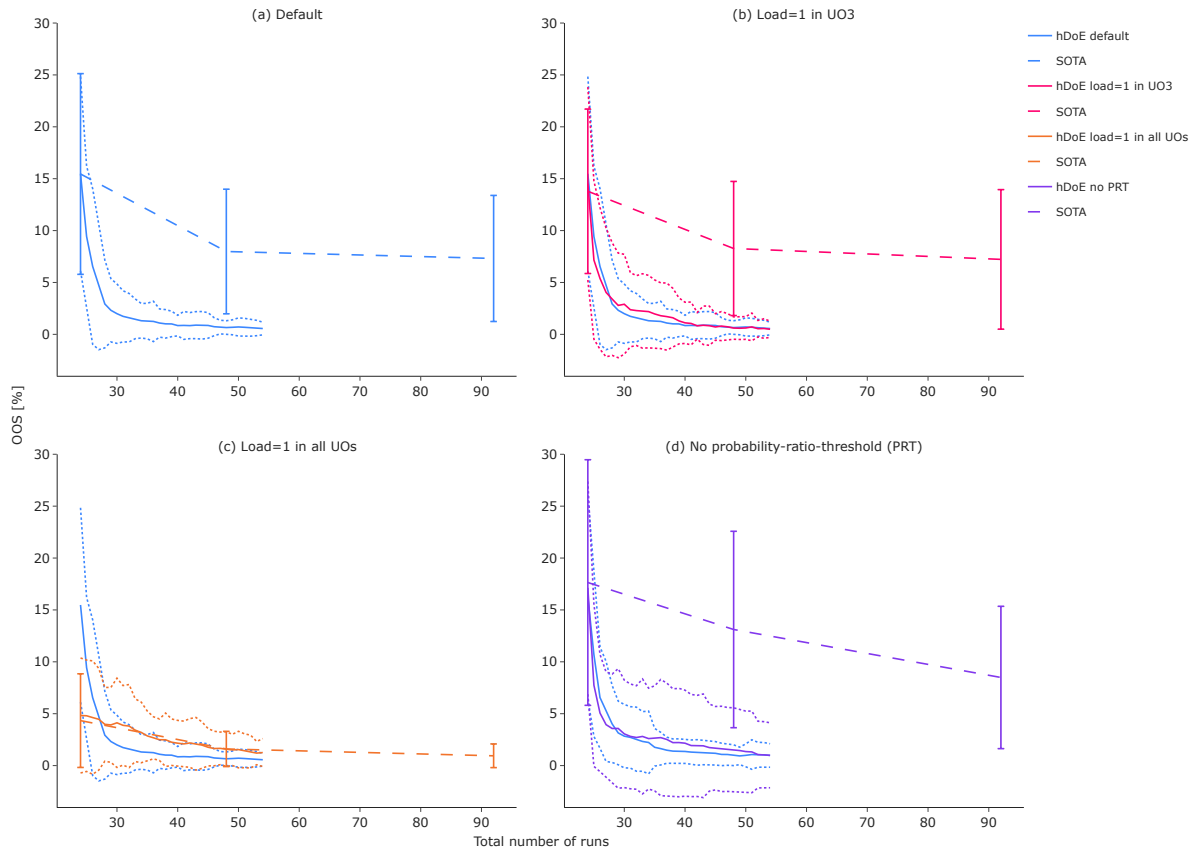 (a) Default
(b) Load=1 in UO3
30
25
20
15
10
5
0
30 40 50 60 70 80 90
30
25
20
15
10
5
0
30 40 50 60 70 80 90
hDoE default
SOTA
hDoE load=1 in UO3
SOTA
hDoE load=1 in all UOs
SOTA
hDoE no PRT
SOTA
OOS [%]
(c) Load=1 in all UOs
(d) No probability-ratio-threshold (PRT)
30
25
20
15
10
5
0
30 40 50 60 70 80 90
30
25
20
15
10
5
0
30 40 50 60 70 80 90
Total number of runs